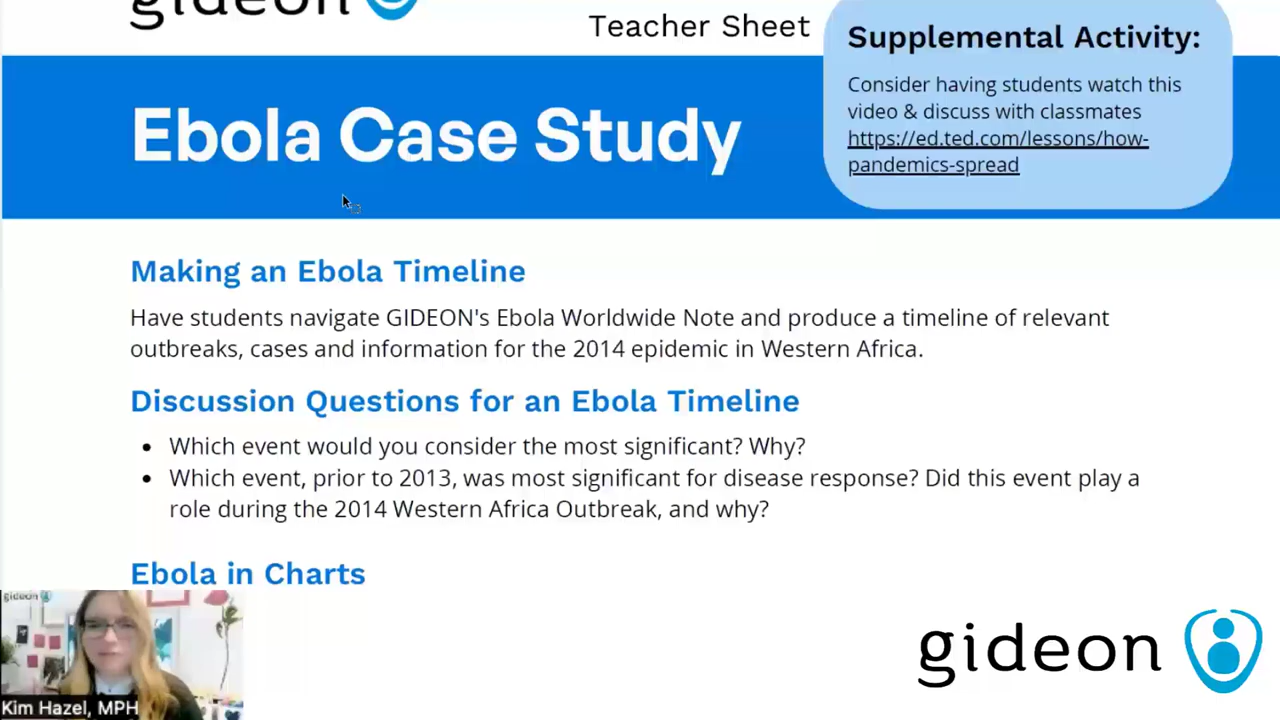 gideon
Teacher Sheet
Supplemental Activity:
Consider having students watch this
video & discuss with classmates
https://ed.ted.com/lessons/how-
pandemics-spread
Ebola Case Study
Making an Ebola Timeline
Have students navigate GIDEON's Ebola Worldwide Note and produce a timeline of relevant
outbreaks, cases and information for the 2014 epidemic in Western Africa.
Discussion Questions for an Ebola Timeline
• Which event would you consider the most significant? Why?
• Which event, prior to 2013, was most significant for disease response? Did this event play a
role during the 2014 Western Africa Outbreak, and why?
Ebola in Charts
gideon
Kim Hazel, MPH
gideon